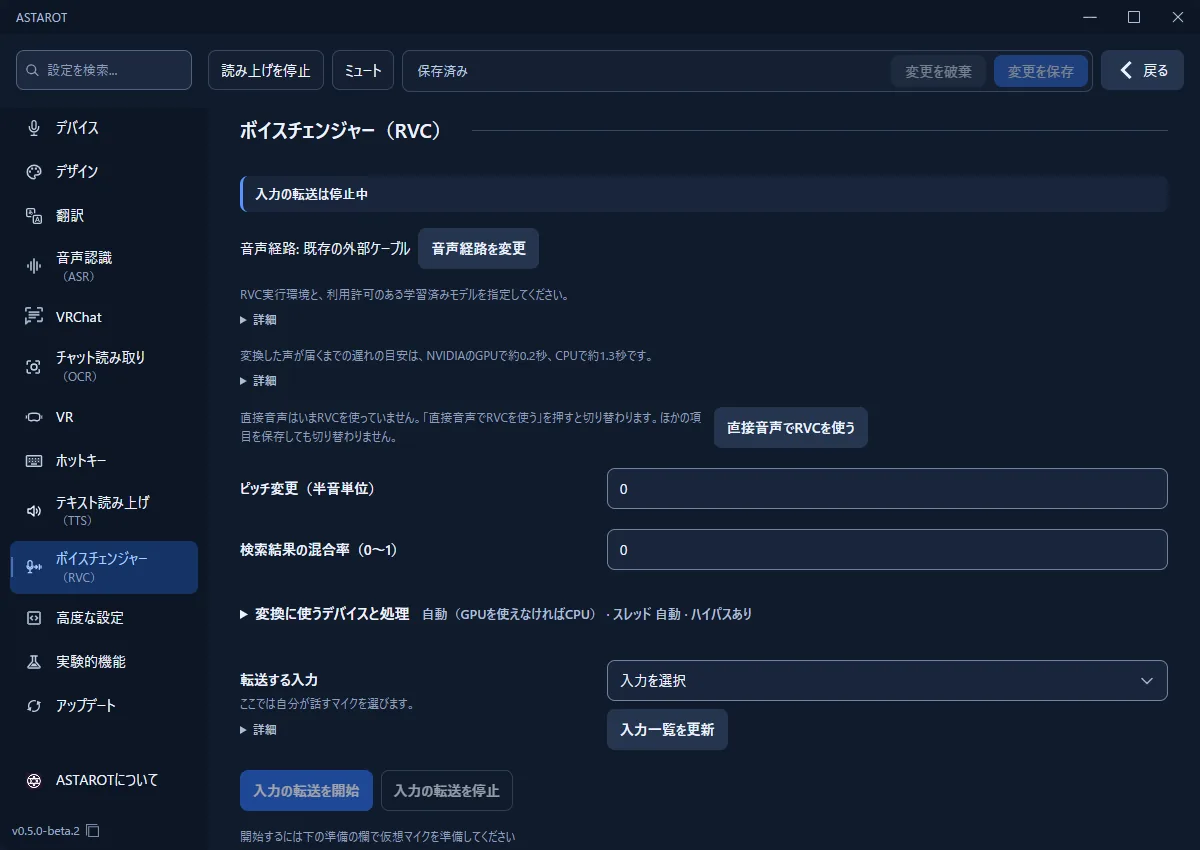 ASTAROT
設定を検索...
読み上げを停止
ミュート
保存済み
変更を破棄
変更を保存
戻る
デバイス
デザイン
翻訳
音声認識
（ASR）
VRChat
チャット読み取り
（OCR）
VR
ホットキー
テキスト読み上げ
（TTS）
ボイスチェンジャー
（RVC）
高度な設定
実験的機能
アップデート
ASTAROTについて
v0.5.0-beta.2
ボイスチェンジャー（RVC）
入力の転送は停止中
音声経路: 既存の外部ケーブル
音声経路を変更
RVC実行環境と、利用許可のある学習済みモデルを指定してください。
詳細
変換した声が届くまでの遅れの目安は、NVIDIAのGPUで約0.2秒、CPUで約1.3秒です。
詳細
直接音声はいまRVCを使っていません。「直接音声でRVCを使う」を押すと切り替わります。ほかの項
目を保存しても切り替わりません。
直接音声でRVCを使う
ピッチ変更（半音単位）
0
検索結果の混合率（0〜1）
0
変換に使うデバイスと処理 自動（GPUを使えなければCPU）・スレッド 自動・ハイパスあり
転送する入力
ここでは自分が話すマイクを選びます。
詳細
入力を選択
入力一覧を更新
入力の転送を開始
入力の転送を停止
開始するには下の準備の欄で仮想マイクを準備してください